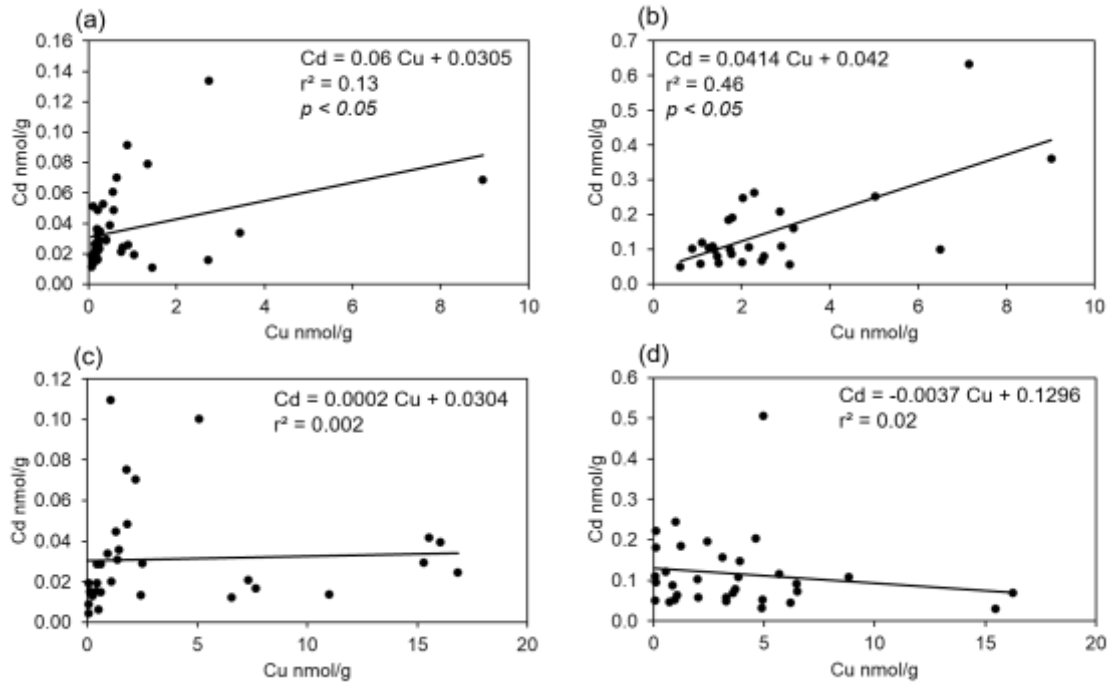 (a)
Cd = 0.06 Cu + 0.0305
r² = 0.13
p < 0.05
Cd nmol/g
0.16
0.14
0.12
0.10
0.08
0.06
0.04
0.02
0.00
0 2 4 6 8 10
Cu nmol/g
(b)
Cd = 0.0414 Cu + 0.042
r² = 0.46
p < 0.05
Cd nmol/g
0.7
0.6
0.5
0.4
0.3
0.2
0.1
0.0
0 2 4 6 8 10
Cu nmol/g
(c)
Cd = 0.0002 Cu + 0.0304
r² = 0.002
Cd nmol/g
0.12
0.10
0.08
0.06
0.04
0.02
0.00
0 5 10 15 20
Cu nmol/g
(d)
Cd = -0.0037 Cu + 0.1296
r² = 0.02
Cd nmol/g
0.6
0.5
0.4
0.3
0.2
0.1
0.0
0 5 10 15 20
Cu nmol/g